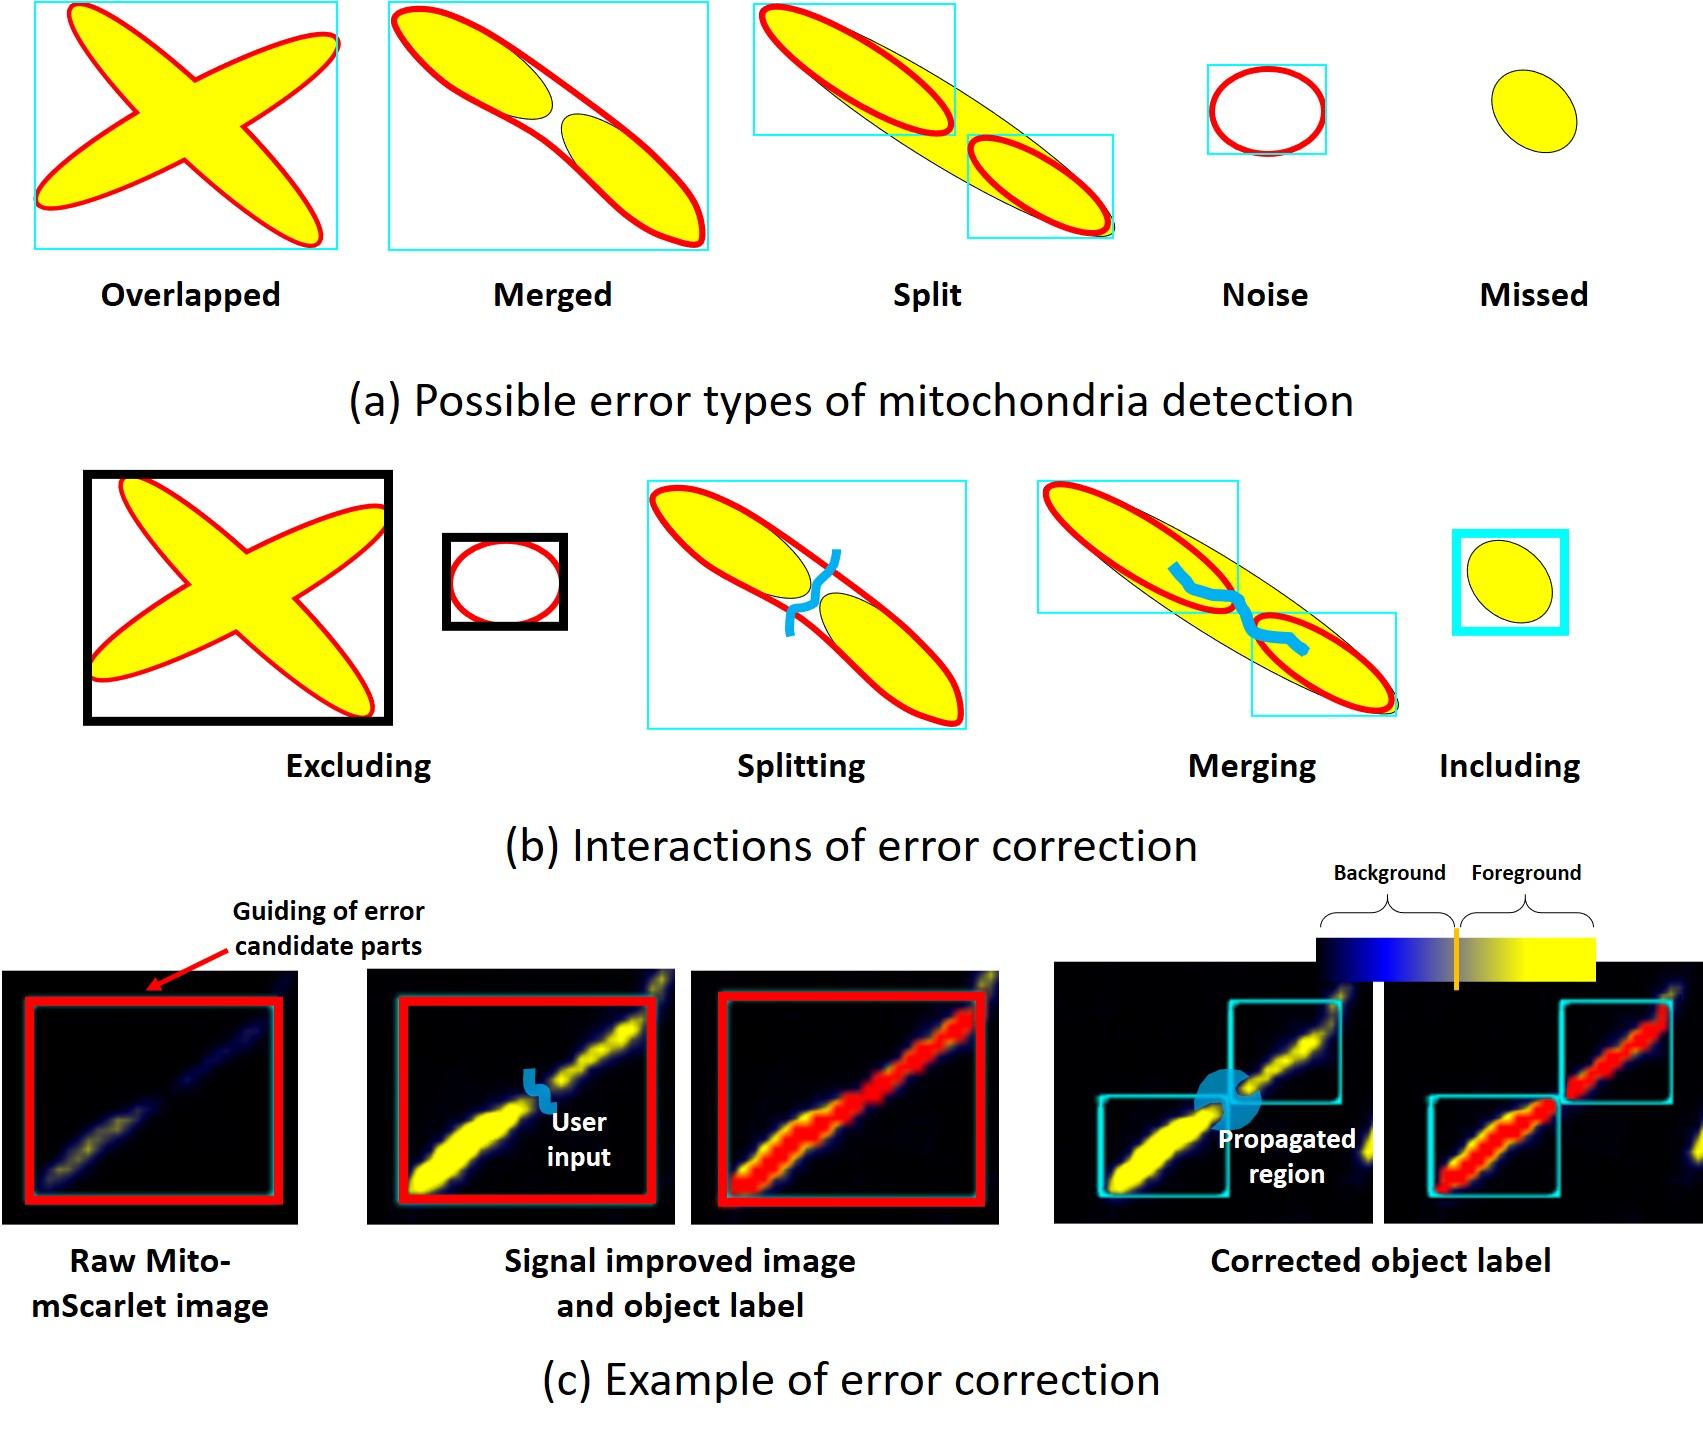 Overlapped
Merged
Split
Noise
Missed
(a) Possible error types of mitochondria detection
Excluding
Splitting
Merging
Including
(b) Interactions of error correction
Background
Foreground
Guiding of error
candidate parts
User
input
Propagated
region
Raw Mito-
mScarlet image
Signal improved image
and object label
Corrected object label
(c) Example of error correction